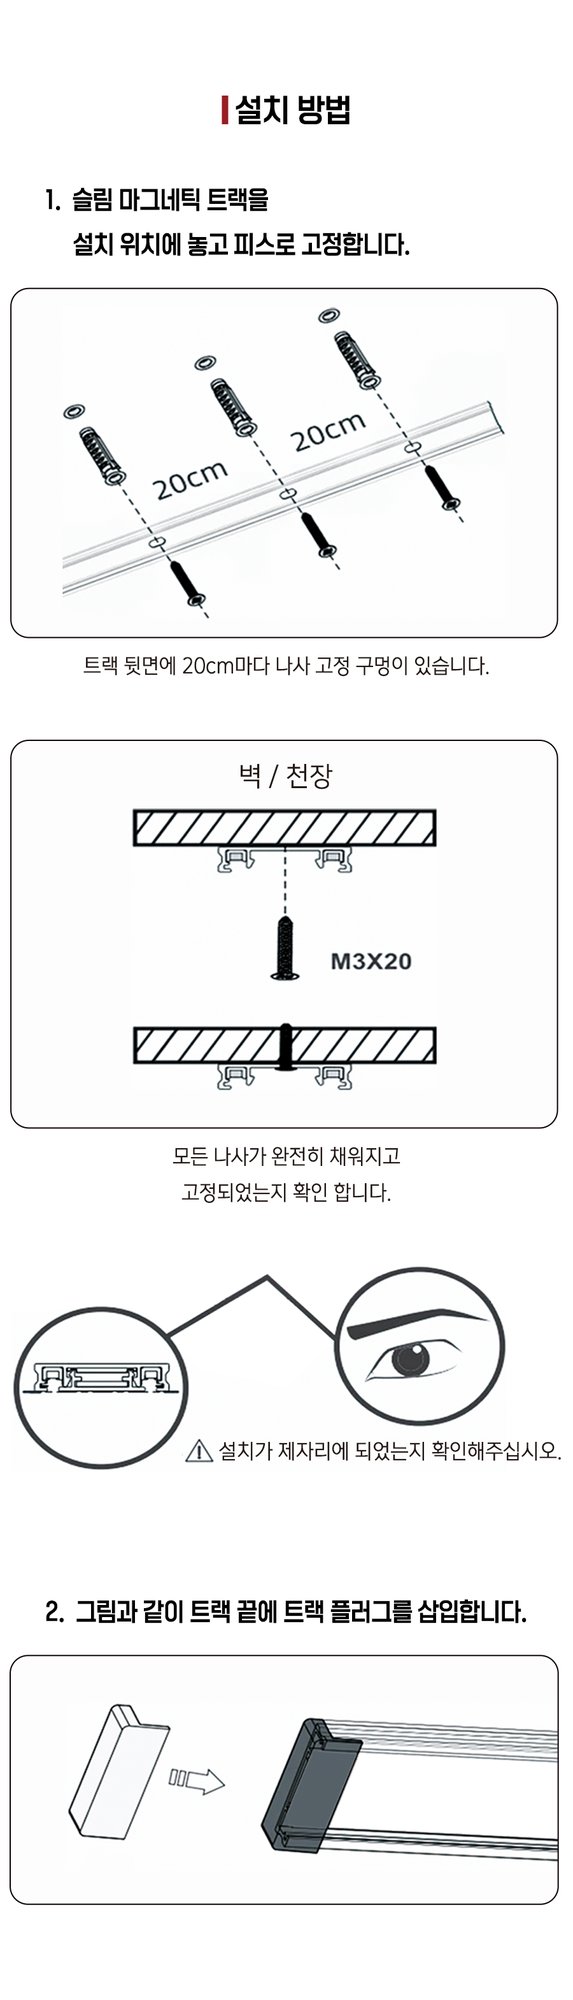 설치 방법
1. 슬림 마그네틱 트랙을
설치 위치에 놓고 피스로 고정합니다.
20cm
20cm
트랙 뒷면에 20cm마다 나사 고정 구멍이 있습니다.
벽 / 천장
M3X20
모든 나사가 완전히 채워지고
고정되었는지 확인 합니다.
설치가 제자리에 되었는지 확인해주십시오.
2. 그림과 같이 트랙 끝에 트랙 플러그를 삽입합니다.